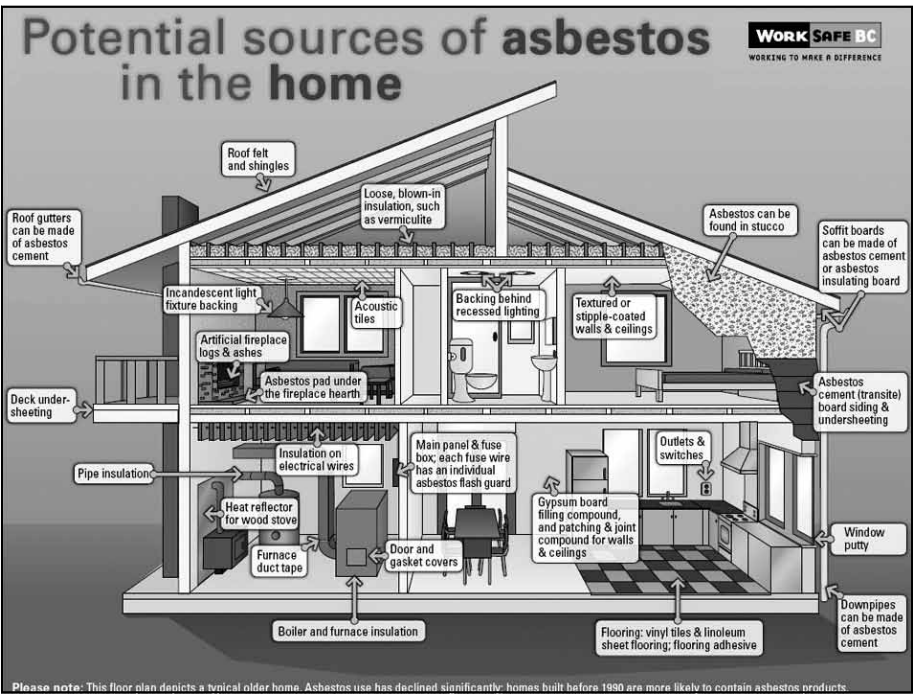 Potential sources of asbestos
in the home
WORK SAFE BC
WORKING TO MAKE A DIFFERENCE
Roof felt
and shingles
Loose, blown-in
insulation, such
as vermiculite
Roof gutters
can be made
of asbestos
cement
Asbestos can be
found in stucco
Soffit boards
can be made of
asbestos cement
or asbestos
insulating board
Incandescent light
fixture backing
Acoustic
tiles
Backing behind
recessed lighting
Textured or
stipple-coated
walls & ceilings
Artificial fireplace
logs & ashes
Asbestos pad under
the fireplace hearth
Deck under-
sheeting
Asbestos
cement (transite)
board siding &
undersheeting
Insulation on
electrical wires
Main panel & fuse
box; each fuse wire
has an individual
asbestos flash guard
Outlets &
switches
Pipe insulation
Heat reflector
for wood stove
Gypsum board
filling compound,
and patching & joint
compound for walls
& ceilings
Furnace
duct tape
Door and
gasket covers
Window
putty
Boiler and furnace insulation
Flooring: vinyl tiles & linoleum
sheet flooring; flooring adhesive
Downpipes
can be made
of asbestos
cement
Please note: This floor plan depicts a typical older home. Asbestos use has declined significantly; homes built before 1990 are more likely to contain asbestos products.